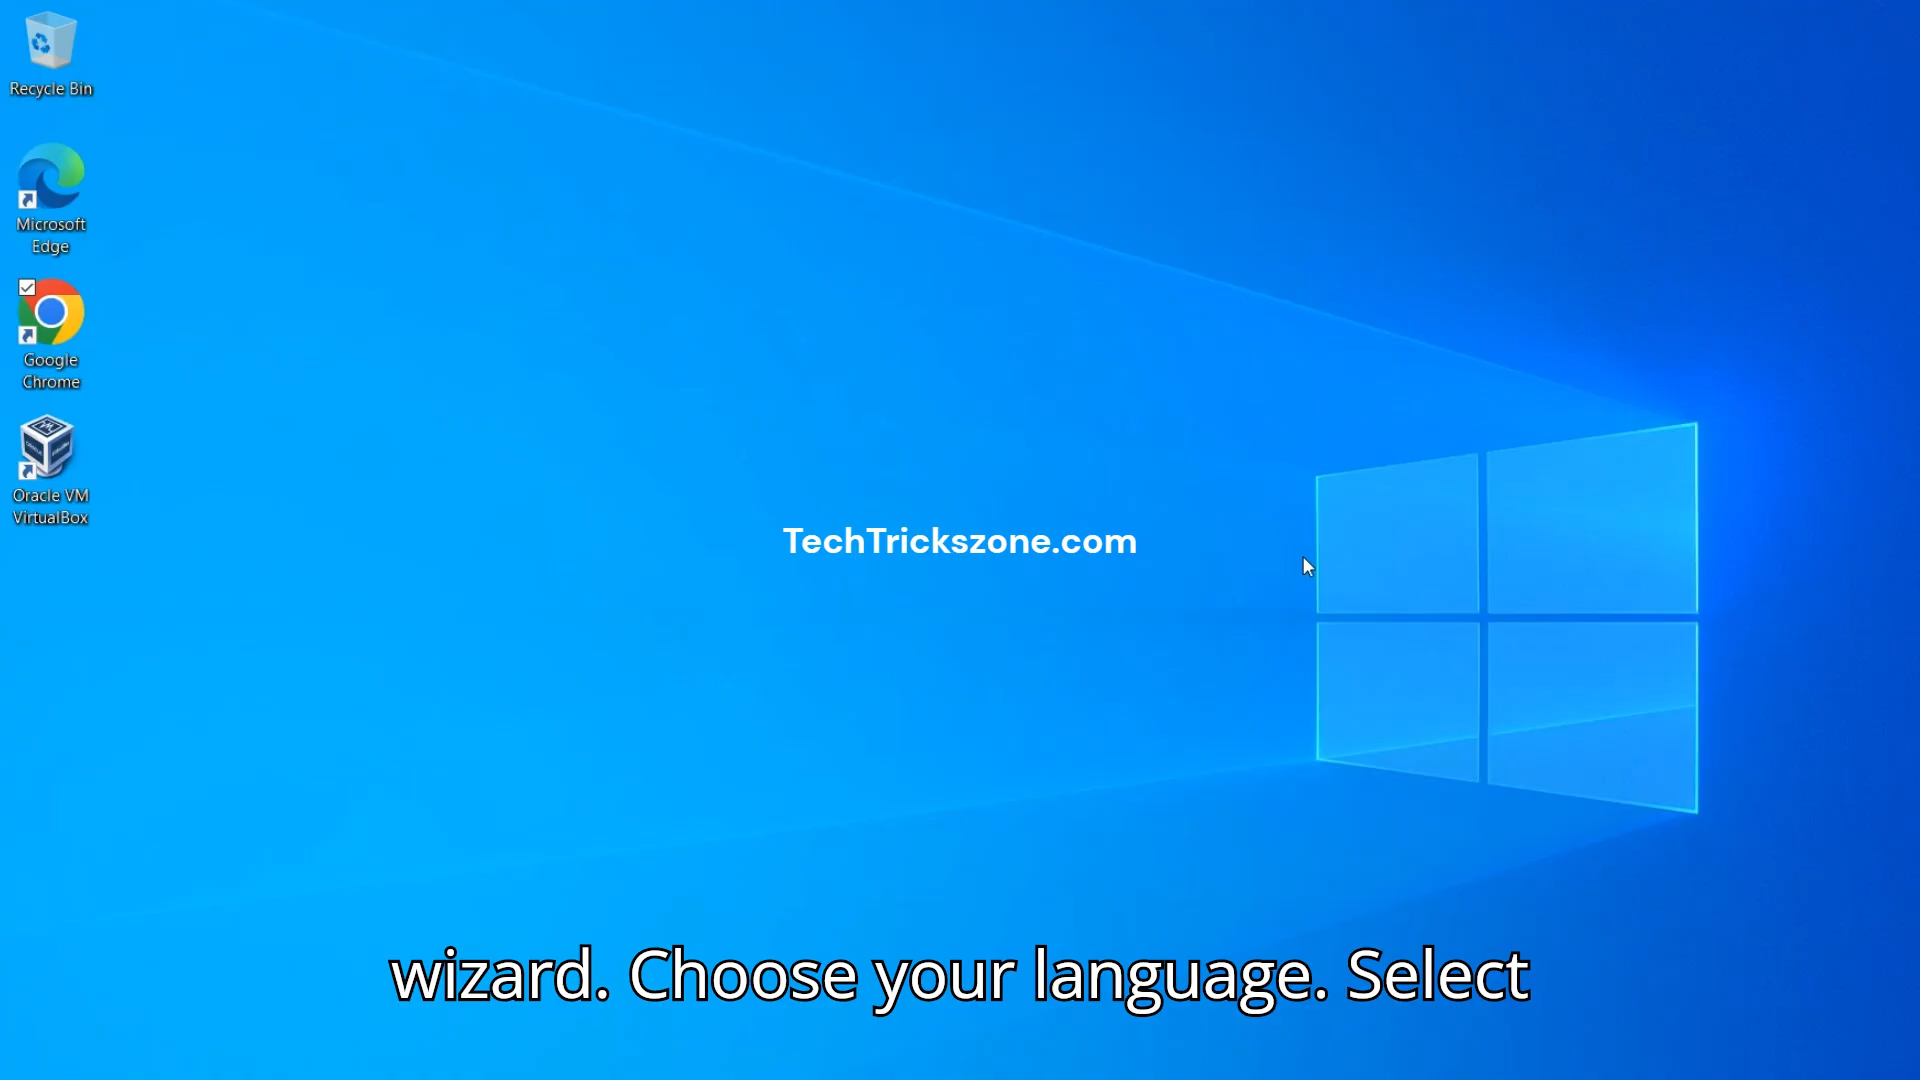 Recycle Bin
Microsoft
Edge
Google
Chrome
Oracle VM
VirtualBox
TechTrickszone.com
wizard. Choose your language. Select